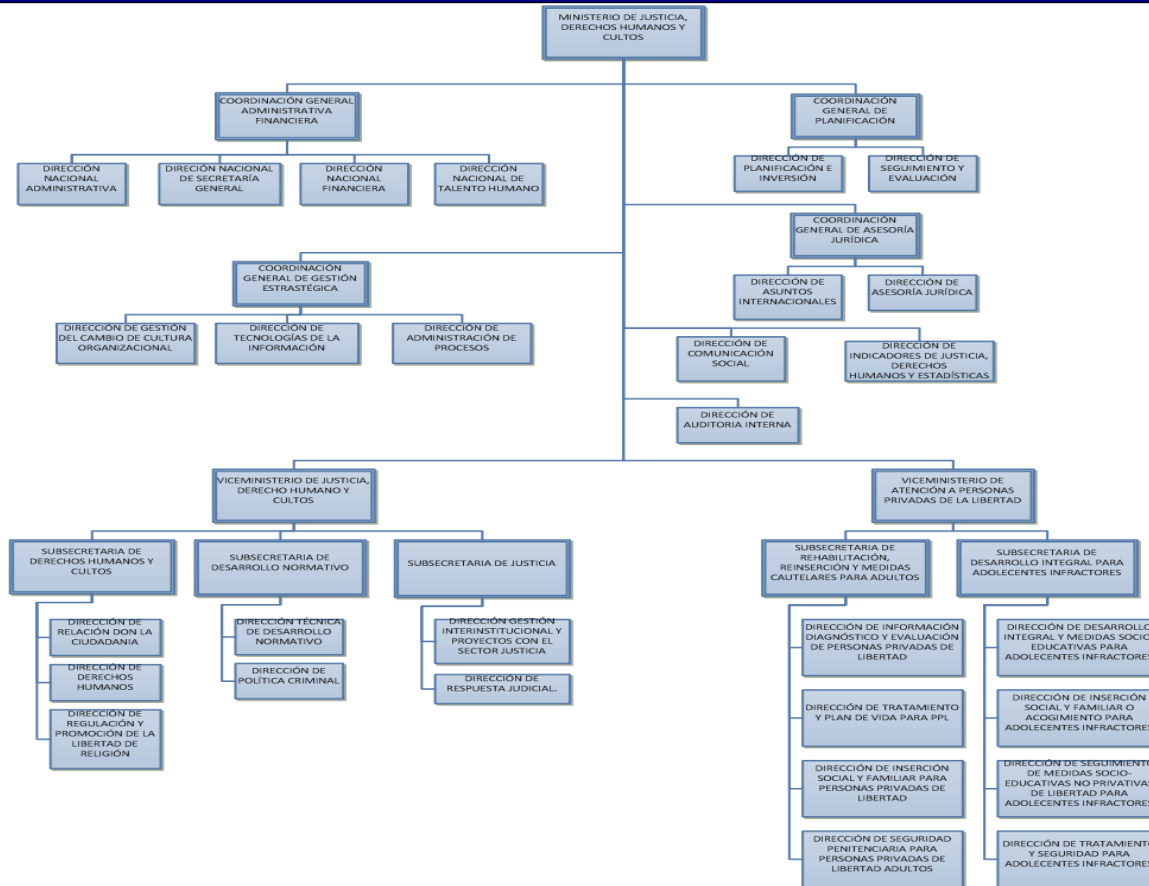 MINISTERIO DE JUSTICIA,
DERECHOS HUMANOS Y
CULTOS
COORDINACIÓN GENERAL
ADMINISTRATIVA
FINANCIERA
COORDINACIÓN
GENERAL DE
PLANIFICACIÓN
DIRECCIÓN
NACIONAL
ADMINISTRATIVA
DIRECIÓN NACIONAL
DE SECRETARÍA
GENERAL
DIRECCIÓN
NACIONAL
FINANCIERA
DIRECCIÓN
NACIONAL DE
TALENTO HUMANO
DIRECCIÓN DE
PLANIFICACIÓN E
INVERSIÓN
DIRECCIÓN DE
SEGUIMIENTO Y
EVALUACIÓN
COORDINACIÓN
GENERAL DE ASESORÍA
JURÍDICA
COORDINACIÓN
GENERAL DE GESTIÓN
ESTRASTÉGICA
DIRECCIÓN DE
ASUNTOS
INTERNACIONALES
DIRECCIÓN DE
ASESORÍA JURÍDICA
DIRECCIÓN DE GESTIÓN
DEL CAMBIO DE CULTURA
ORGANIZACIONAL
DIRECCIÓN DE
TECNOLOGÍAS DE LA
INFORMACIÓN
DIRECCIÓN DE
ADMINISTRACIÓN DE
PROCESOS
DIRECCIÓN DE
COMUNICACIÓN
SOCIAL
DIRECCIÓN DE
INDICADORES DE JUSTICIA,
DERECHOS
HUMANOS Y ESTADÍSTICAS
DIRECCIÓN DE
AUDITORIA INTERNA
VICEMINISTERIO DE JUSTICIA,
DERECHO HUMANO Y
CULTOS
VICEMINISTERIO DE
ATENCIÓN A PERSONAS
PRIVADAS DE LA LIBERTAD
SUBSECRETARIA DE
DERECHOS HUMANOS Y
CULTOS
SUBSECRETARIA DE
DESARROLLO NORMATIVO
SUBSECRETARIA DE JUSTICIA
SUBSECRETARIA DE
REHABILITACIÓN,
REINSERCIÓN Y MEDIDAS
CAUTELARES PARA ADULTOS
SUBSECRETARIA DE
DESARROLLO INTEGRAL PARA
ADOLECENTES INFRACTORES
DIRECCIÓN DE
RELACIÓN DON LA
CIUDADANIA
DIRECCIÓN DE
DERECHOS
HUMANOS
DIRECCIÓN DE
REGULACIÓN Y
PROMOCIÓN DE LA
LIBERTAD DE
RELIGIÓN
DIRECCIÓN TÉCNICA
DE DESARROLLO
NORMATIVO
DIRECCIÓN DE
POLÍTICA CRIMINAL
DIRECCIÓN GESTIÓN
INTERINSTITUCIONAL Y
PROYECTOS CON EL
SECTOR JUSTICIA
DIRECCIÓN DE
RESPUESTA JUDICIAL.
DIRECCIÓN DE INFORMACIÓN
DIAGNÓSTICO Y EVALUACIÓN
DE PERSONAS PRIVADAS DE
LIBERTAD
DIRECCIÓN DE TRATAMIENTO
Y PLAN DE VIDA PARA PPL
DIRECCIÓN DE INSERCIÓN
SOCIAL Y FAMILIAR PARA
PERSONAS PRIVADAS DE
LIBERTAD
DIRECCIÓN DE SEGURIDAD
PENITENCIARIA PARA
PERSONAS PRIVADAS DE
LIBERTAD ADULTOS
DIRECCIÓN DE DESARROLLO
INTEGRAL Y MEDIDAS SOCIO
EDUCATIVAS PARA
ADOLECENTES INFRACTORES
DIRECCIÓN DE INSERCIÓN
SOCIAL Y FAMILIAR O
ACOGIMIENTO PARA
ADOLECENTES INFRACTORES
DIRECCIÓN DE SEGUIMIENTO
DE MEDIDAS SOCIO-
EDUCATIVAS NO PRIVATIVAS
DE LIBERTAD PARA
ADOLECENTES INFRACTORES
DIRECCIÓN DE TRATAMIENTO
Y SEGURIDAD PARA
ADOLECENTES INFRACTORES